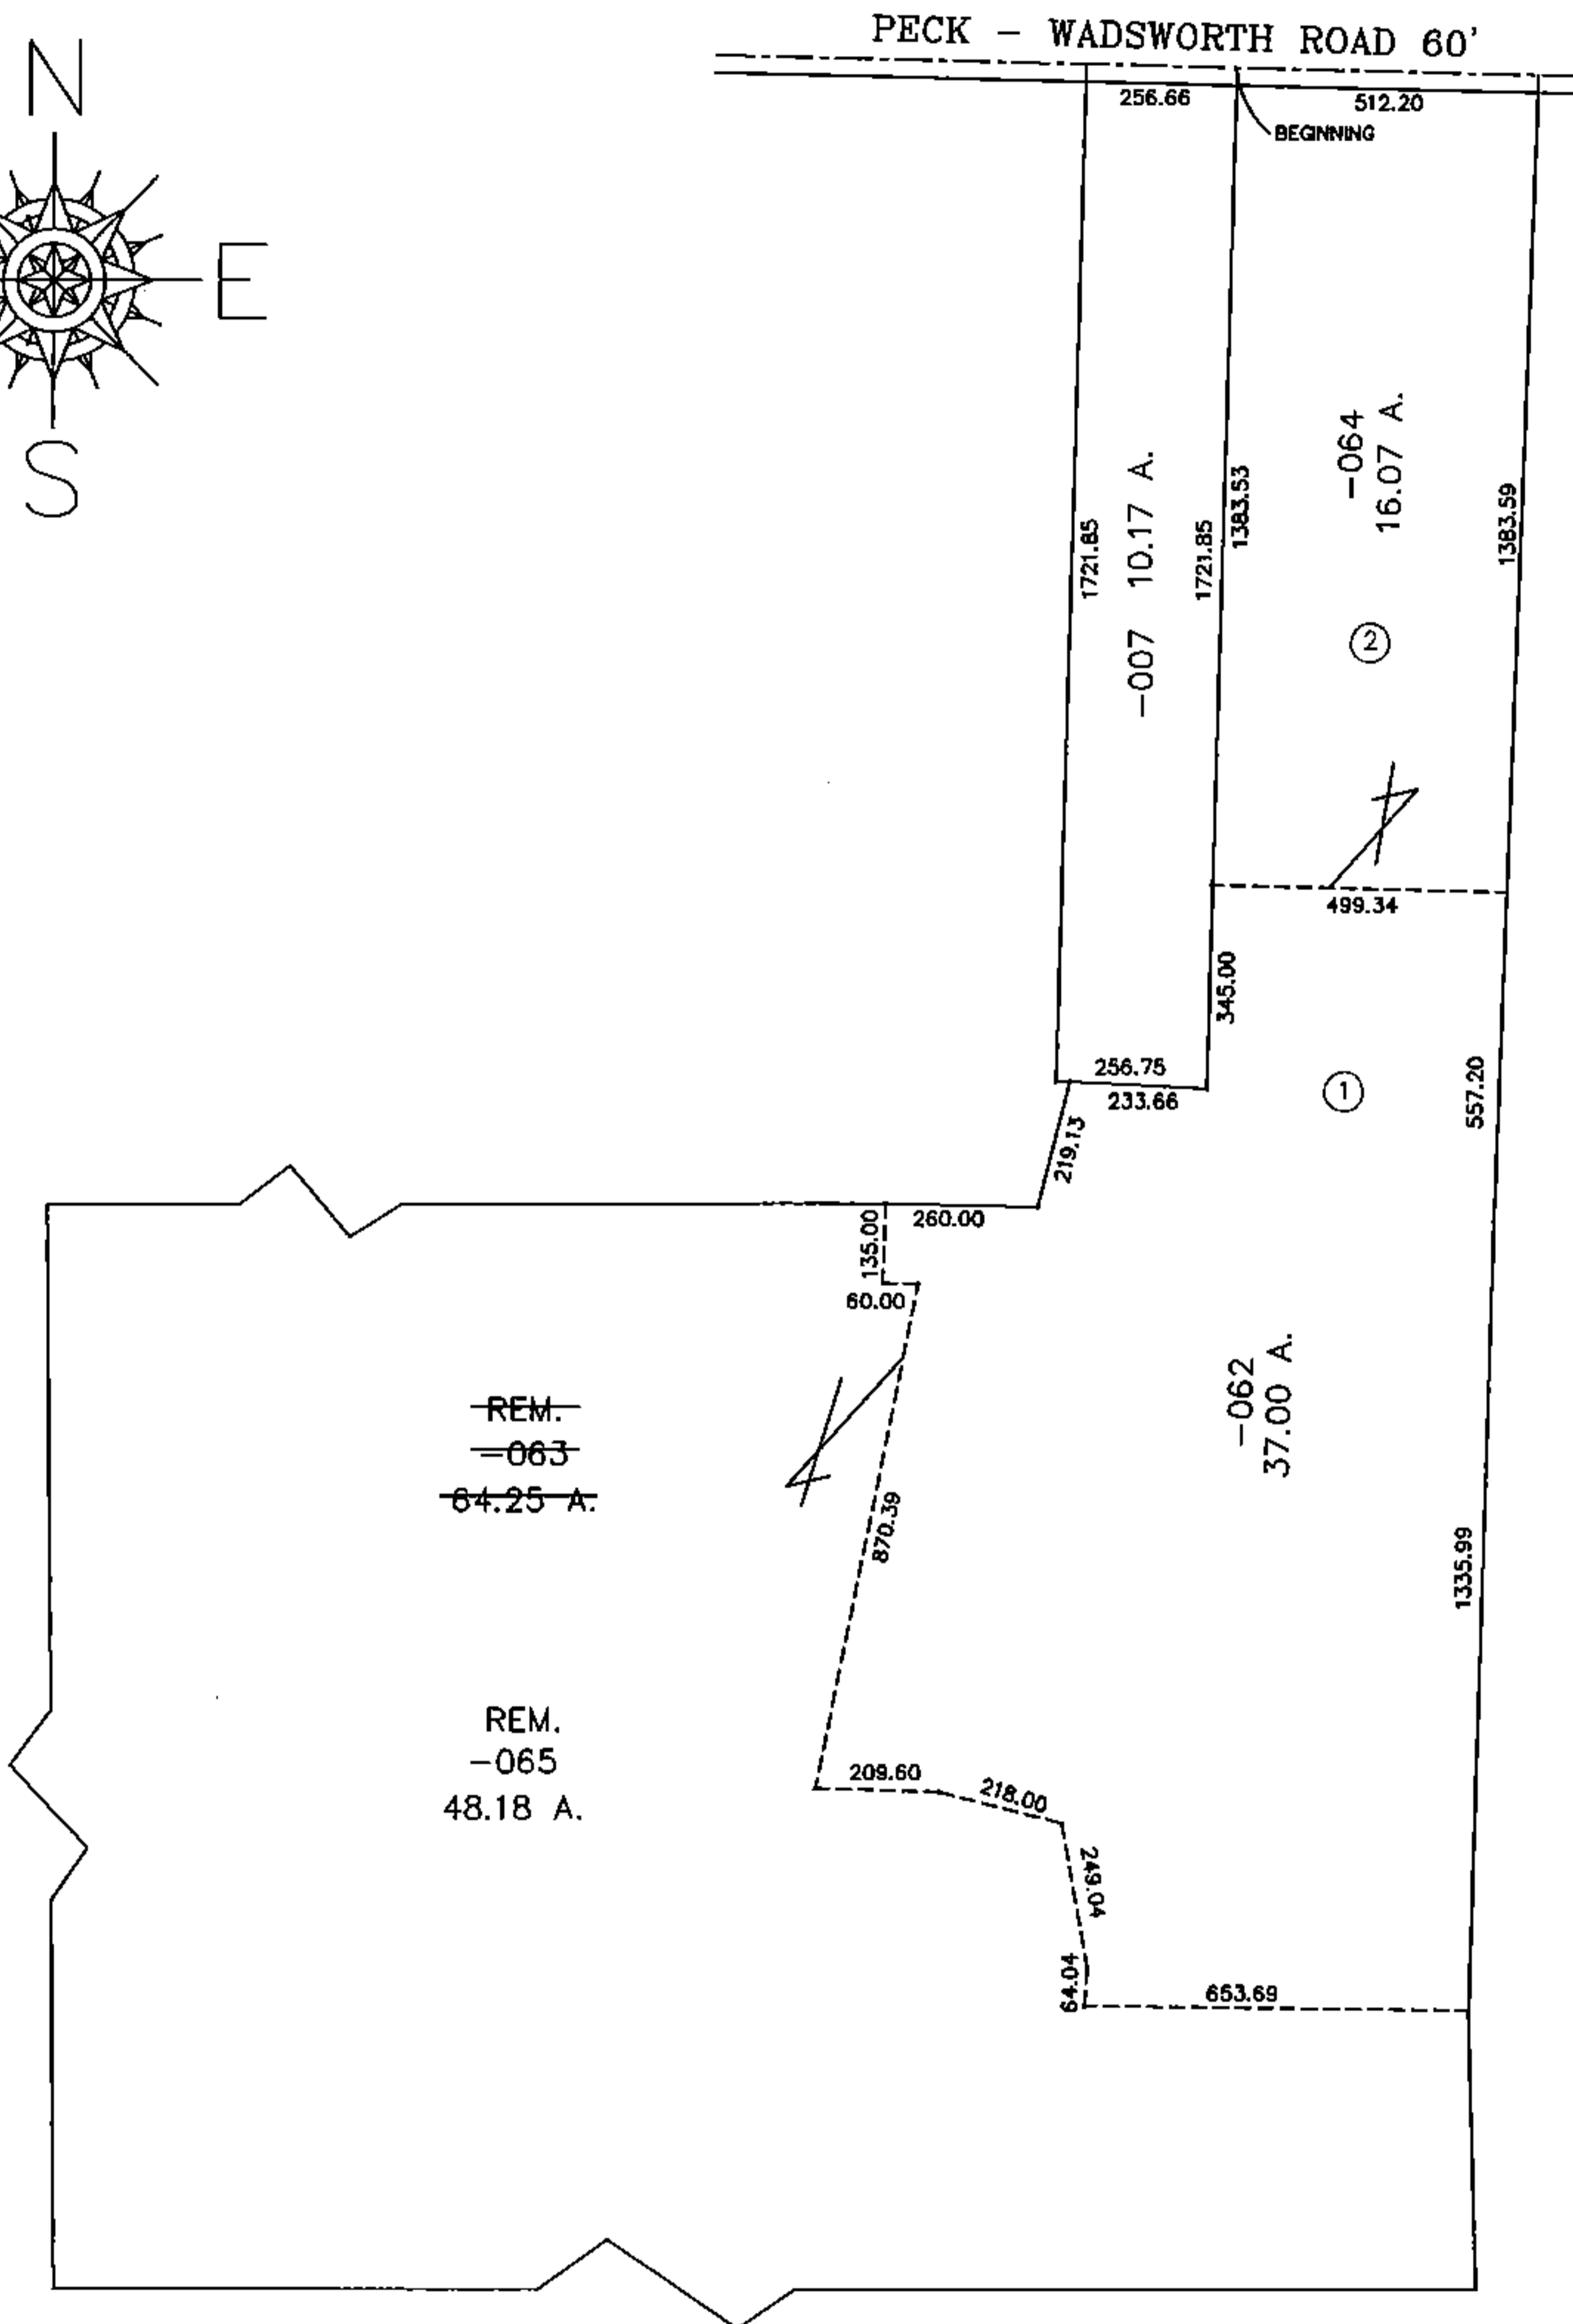 PECK - WADSWORTH ROAD 60'
N
E
S
256.66
512.20
BEGINNING
-064
16.07 A.
-007 10.17 A.
1383.53
1383.59
1721.85
1721.85
2
499.34
345.00
256.75
233.66
1
557.20
219.13
260.00
135.00
60.00
REM.
-063
64.25 A.
-062
37.00 A.
870.39
1335.99
REM.
-065
48.18 A.
209.60
218.00
249.04
64.04
653.69